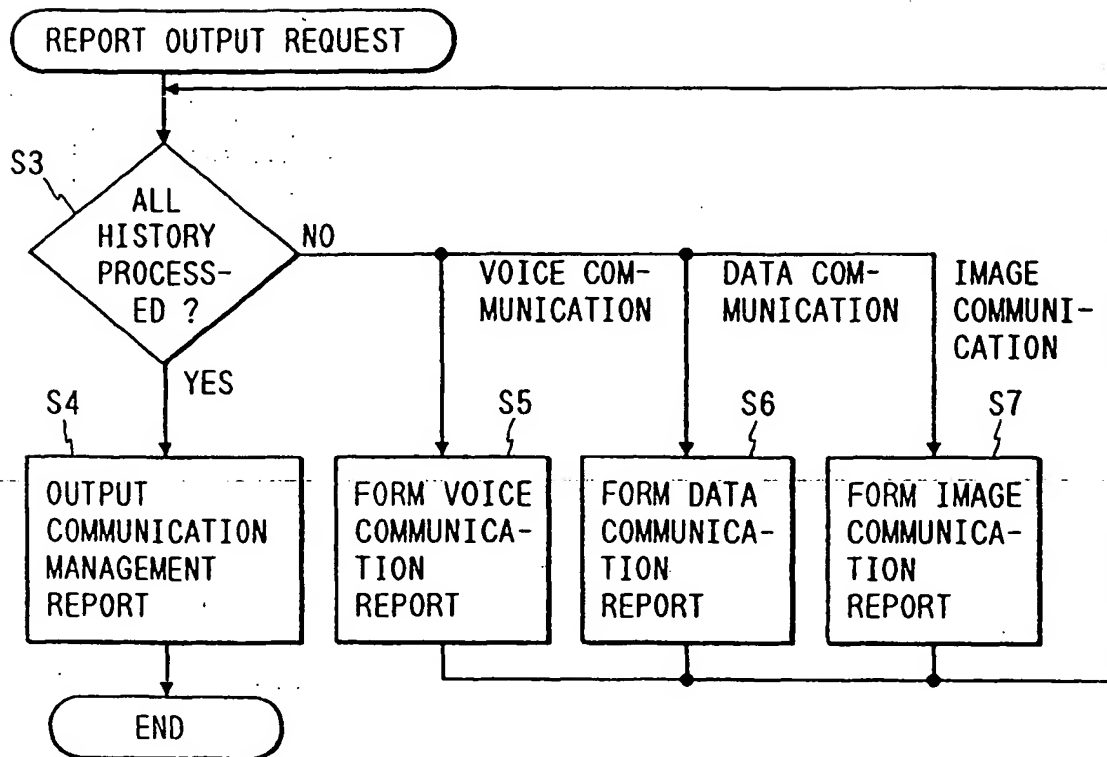 REPORT OUTPUT REQUEST
S3
ALL
HISTORY
PROCESS-
ED ?
NO
YES
VOICE COM-
MUNICATION
DATA COM-
MUNICATION
IMAGE
COMMUNI-
CATION
S4
OUTPUT
COMMUNICATION
MANAGEMENT
REPORT
S5
FORM VOICE
COMMUNICA-
TION
REPORT
S6
FORM DATA
COMMUNICA-
TION
REPORT
S7
FORM IMAGE
COMMUNICA-
TION
REPORT
END